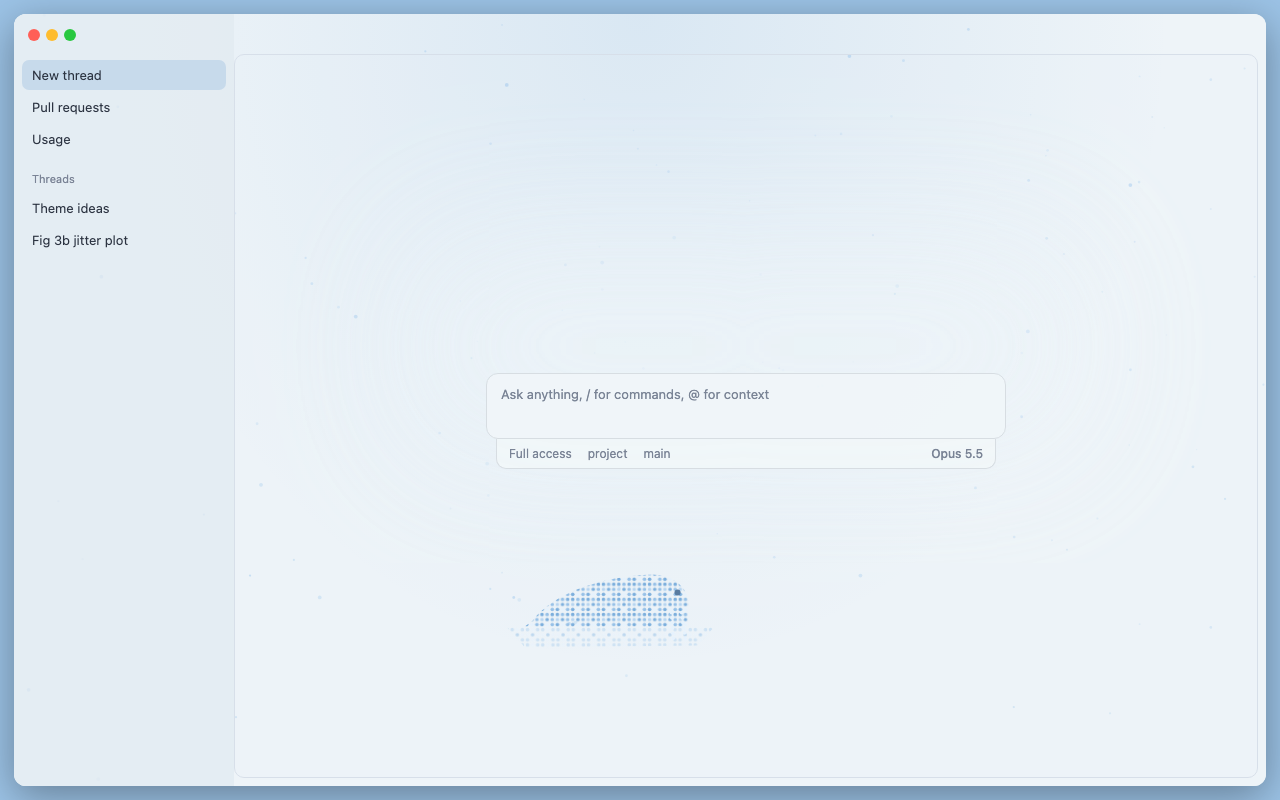 New thread
Pull requests
Usage
Threads
Theme ideas
Fig 3b jitter plot
Ask anything, / for commands, @ for context
Full access project main Opus 5.5